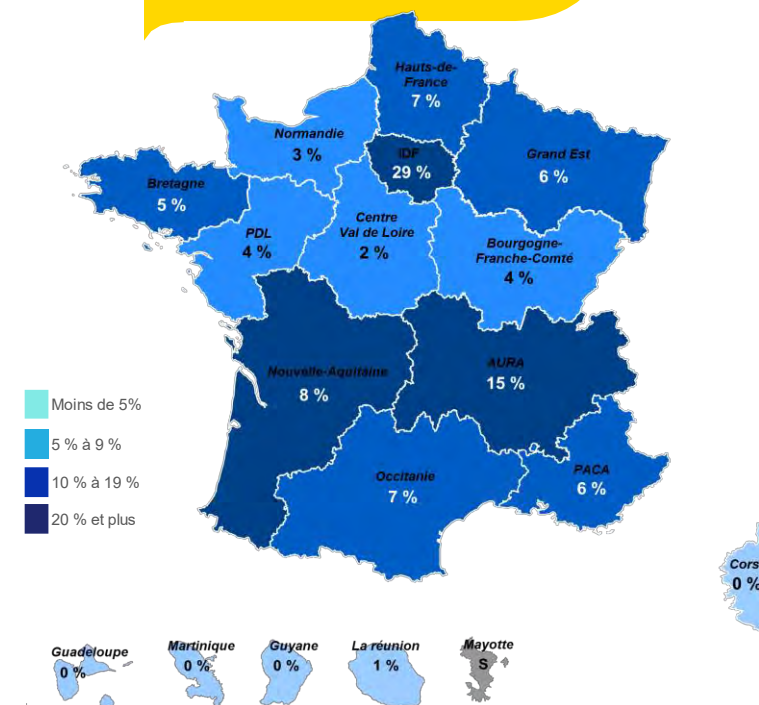 Hauts-de-
France
7 %
Normandie
3 %
IDF
29 %
Grand Est
6 %
Bretagne
5 %
PDL
4 %
Centre
Val de Loire
2 %
Bourgogne-
Franche-Comté
4 %
Nouvelle-Aquitaine
8 %
AURA
15 %
Occitanie
7 %
PACA
6 %
Moins de 5%
5 % à 9 %
10 % à 19 %
20 % et plus
Cors
0 %
Guadeloupe
0 %
Martinique
0 %
Guyane
0 %
La réunion
1 %
Mayotte
S